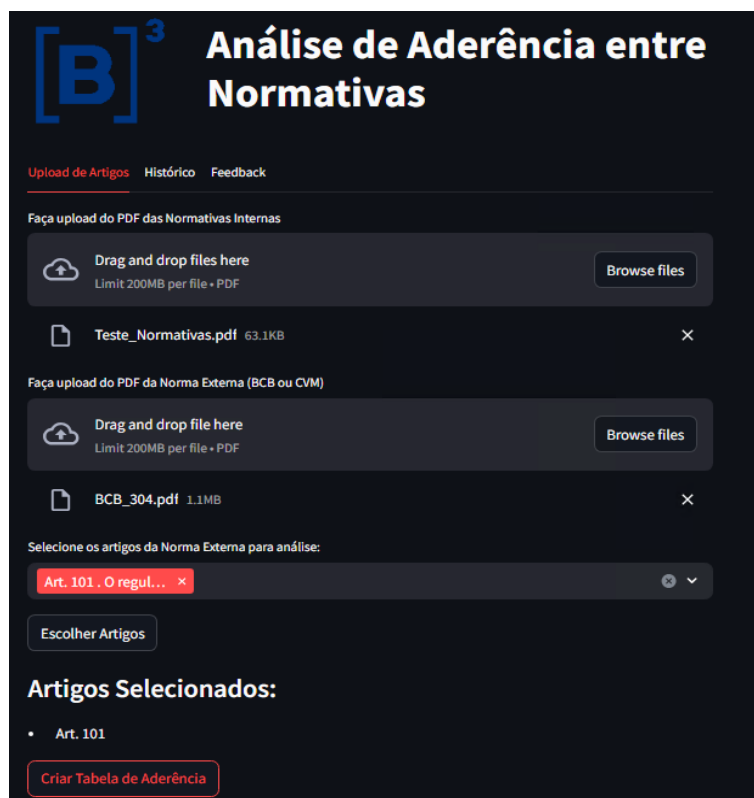 [B]³
Análise de Aderência entre
Normativas
Upload de Artigos Histórico Feedback
Faça upload do PDF das Normativas Internas
Drag and drop files here
Limit 200MB per file • PDF
Browse files
Teste_Normativas.pdf 63.1KB
Faça upload do PDF da Norma Externa (BCB ou CVM)
Drag and drop file here
Limit 200MB per file • PDF
Browse files
BCB_304.pdf 1.1MB
Selecione os artigos da Norma Externa para análise:
Art. 101 . O regul...
Escolher Artigos
Artigos Selecionados:
• Art. 101
Criar Tabela de Aderência